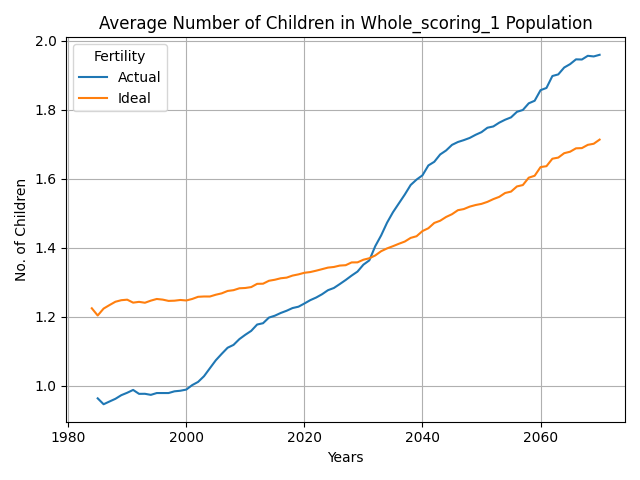 Average Number of Children in Whole_scoring_1 Population
Fertility
Actual
Ideal
No. of Children
2.0
1.8
1.6
1.4
1.2
1.0
1980
2000
2020
2040
2060
Years